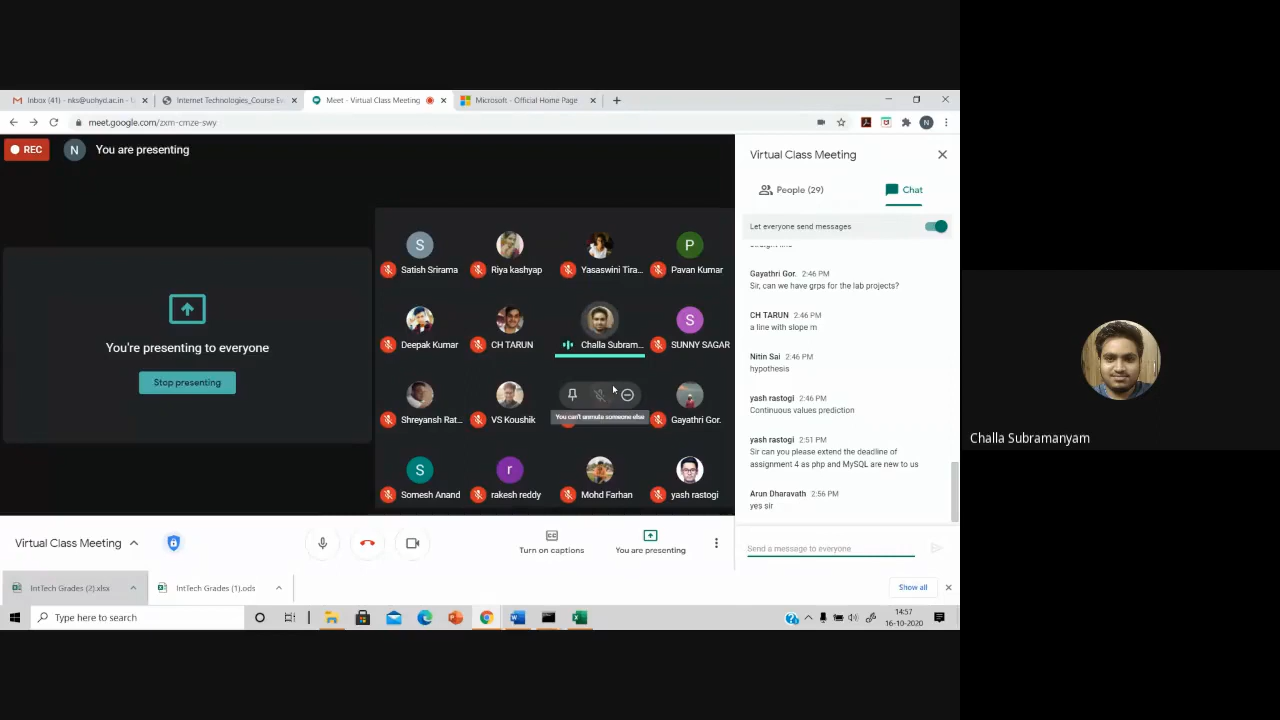 Inbox (41) - nks@uohyd.ac.in -
Internet Technologies_Course Ev
Meet - Virtual Class Meeting
Microsoft - Official Home Page
meet.google.com/zxm-cmze-swy
REC
N
You are presenting
Virtual Class Meeting
People (29)
Chat
Let everyone send messages
Gayathri Gor. 2:46 PM
Sir, can we have grps for the lab projects?
CH TARUN 2:46 PM
a line with slope m
Nitin Sai 2:46 PM
hypothesis
yash rastogi 2:46 PM
Continuous values prediction
yash rastogi 2:51 PM
Sir can you please extend the deadline of
assignment 4 as php and MySQL are new to us
Arun Dharavath 2:56 PM
yes sir
Send a message to everyone
You're presenting to everyone
Stop presenting
S
P
Satish Srirama
Riya kashyap
Yasaswini Tira...
Pavan Kumar
S
Deepak Kumar
CH TARUN
Challa Subram...
SUNNY SAGAR
You can't unmute someone else
Shreyansh Rat...
VS Koushik
Gayathri Gor.
S
r
Somesh Anand
rakesh reddy
Mohd Farhan
yash rastogi
Virtual Class Meeting
Turn on captions
You are presenting
IntTech Grades (2).xlsx
IntTech Grades (1).ods
Show all
Type here to search
14:57
16-10-2020
Challa Subramanyam